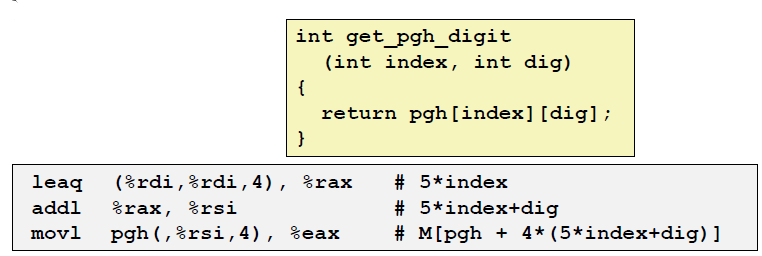 int get_pgh_digit
(int index, int dig)
{
return pgh[index][dig];
}
leaq (%rdi,%rdi,4), %rax # 5*index
addl %rax, %rsi # 5*index+dig
movl pgh(,%rsi,4), %eax # M[pgh + 4*(5*index+dig)]